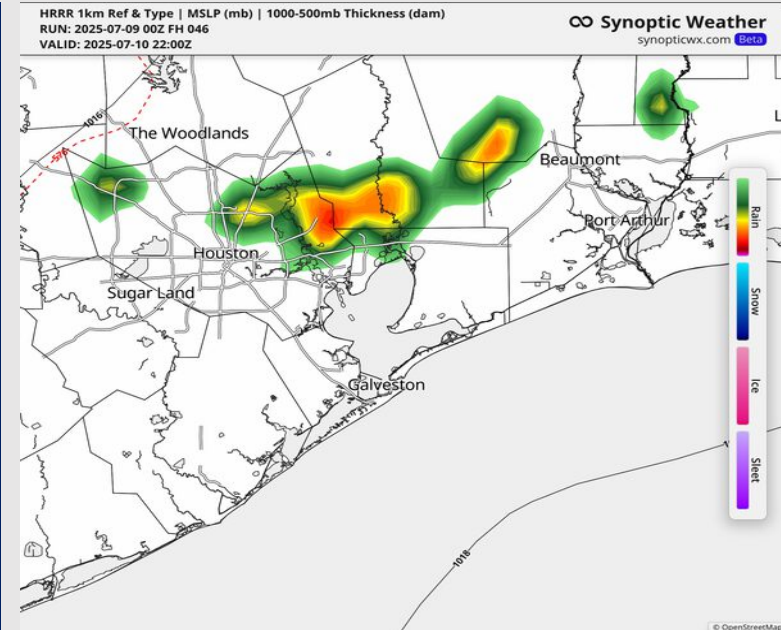 HRRR 1km Ref & Type | MSLP (mb) | 1000-500mb Thickness (dam)
RUN: 2025-07-09 00Z FH 046
VALID: 2025-07-10 22:00Z
Synoptic Weather
synopticwx.com Beta
1016
-576-
The Woodlands
Beaumont
L
Port Arthur
Houston
Sugar Land
Galveston
1018
Rain
Snow
Ice
Sleet
© OpenStreetMap